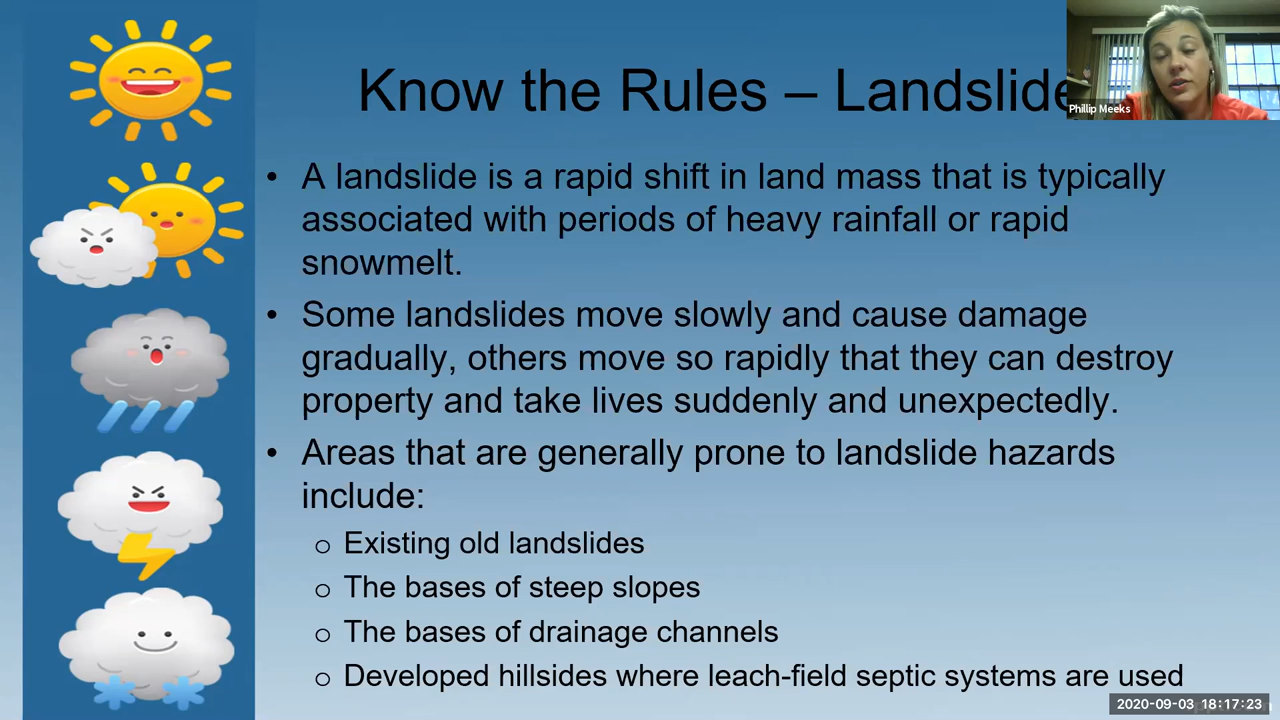 Know the Rules – Landslide
Phillip Meeks
• A landslide is a rapid shift in land mass that is typically
associated with periods of heavy rainfall or rapid
snowmelt.
• Some landslides move slowly and cause damage
gradually, others move so rapidly that they can destroy
property and take lives suddenly and unexpectedly.
• Areas that are generally prone to landslide hazards
include:
o Existing old landslides
o The bases of steep slopes
o The bases of drainage channels
o Developed hillsides where leach-field septic systems are used
2020-09-03 18:17:23